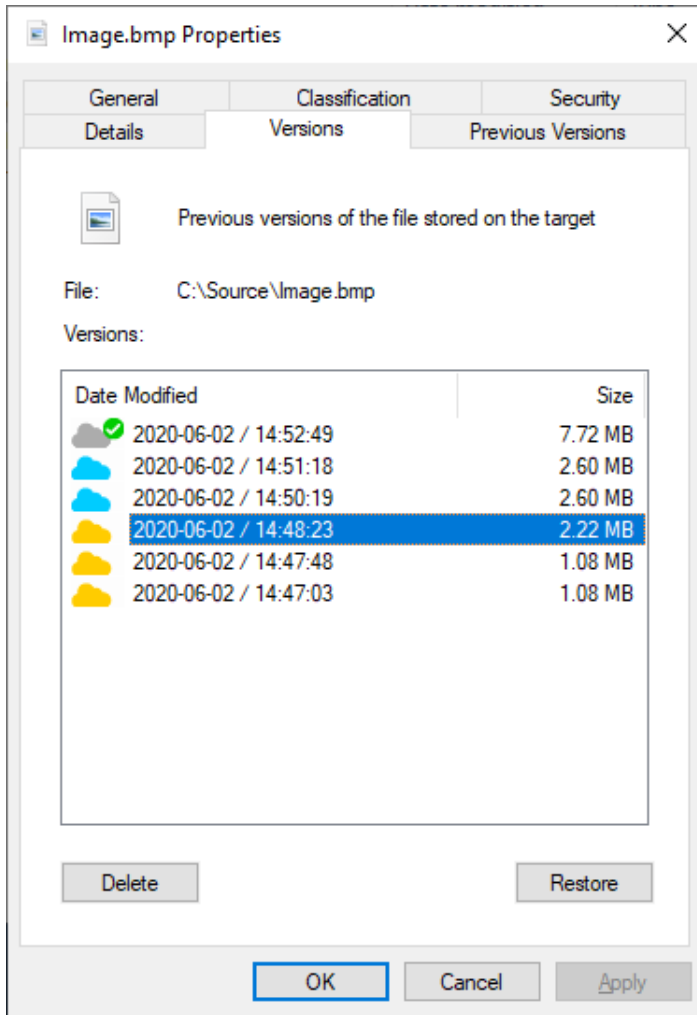 Image.bmp Properties
General Classification Security
Details Versions Previous Versions
Previous versions of the file stored on the target
File: C:\Source\Image.bmp
Versions:
Date Modified Size
2020-06-02 / 14:52:49 7.72 MB
2020-06-02 / 14:51:18 2.60 MB
2020-06-02 / 14:50:19 2.60 MB
2020-06-02 / 14:48:23 2.22 MB
2020-06-02 / 14:47:48 1.08 MB
2020-06-02 / 14:47:03 1.08 MB
Delete Restore
OK Cancel Apply